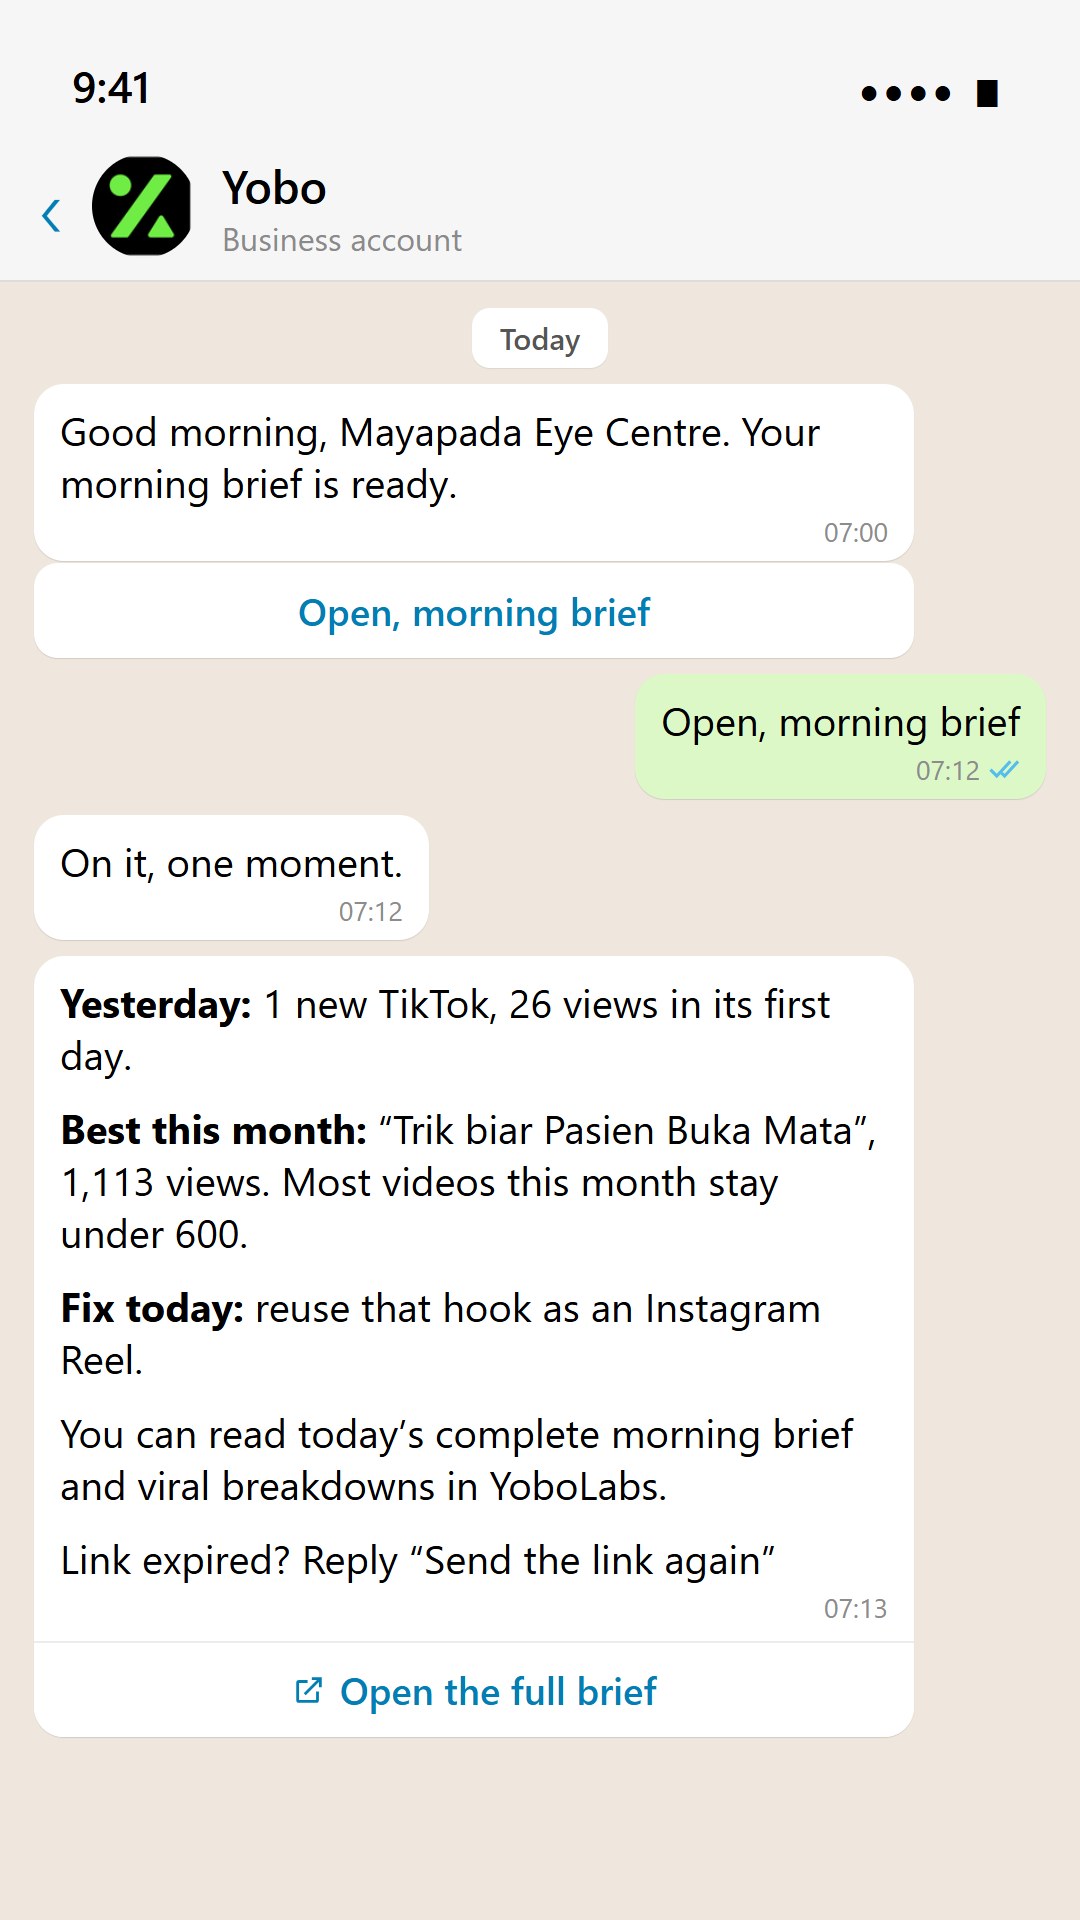 9:41
Yobo
Business account
Today
Good morning, Mayapada Eye Centre. Your
morning brief is ready.
07:00
Open, morning brief
Open, morning brief
07:12
On it, one moment.
07:12
Yesterday: 1 new TikTok, 26 views in its first
day.
Best this month: “Trik biar Pasien Buka Mata”,
1,113 views. Most videos this month stay
under 600.
Fix today: reuse that hook as an Instagram
Reel.
You can read today’s complete morning brief
and viral breakdowns in YoboLabs.
Link expired? Reply “Send the link again”
07:13
Open the full brief